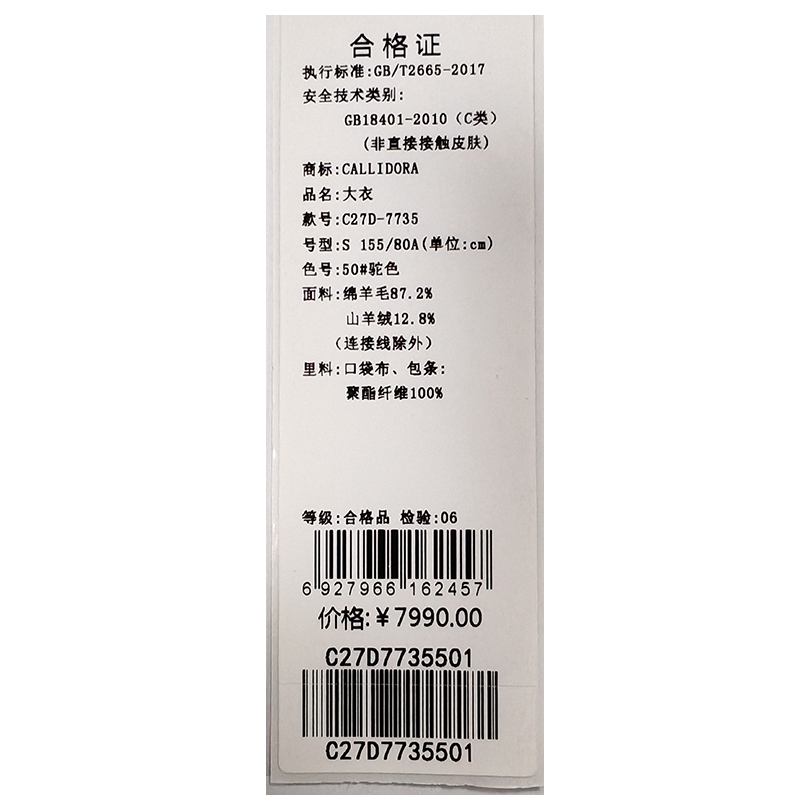 合格证
执行标准:GB/T2665-2017
安全技术类别:
GB18401-2010（C类）
(非直接接触皮肤)
商标:CALLIDORA
品名:大衣
款号:C27D-7735
号型:S 155/80A(单位:cm)
色号:50#驼色
面料:绵羊毛87.2%
山羊绒12.8%
（连接线除外）
里料:口袋布、包条:
聚酯纤维100%
等级:合格品 检验:06
6 927966 162457
价格:￥7990.00
C27D7735501
C27D7735501